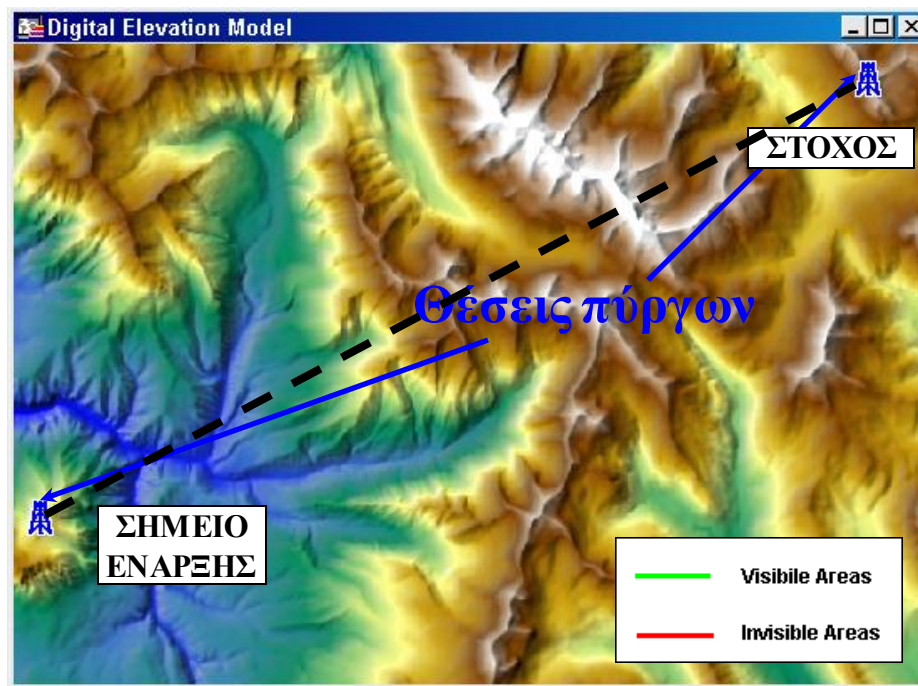 Digital Elevation Model
ΣΤΟΧΟΣ
Θέσεις πύργων
ΣΗΜΕΙΟ
ΕΝΑΡΞΗΣ
Visibile Areas
Invisible Areas